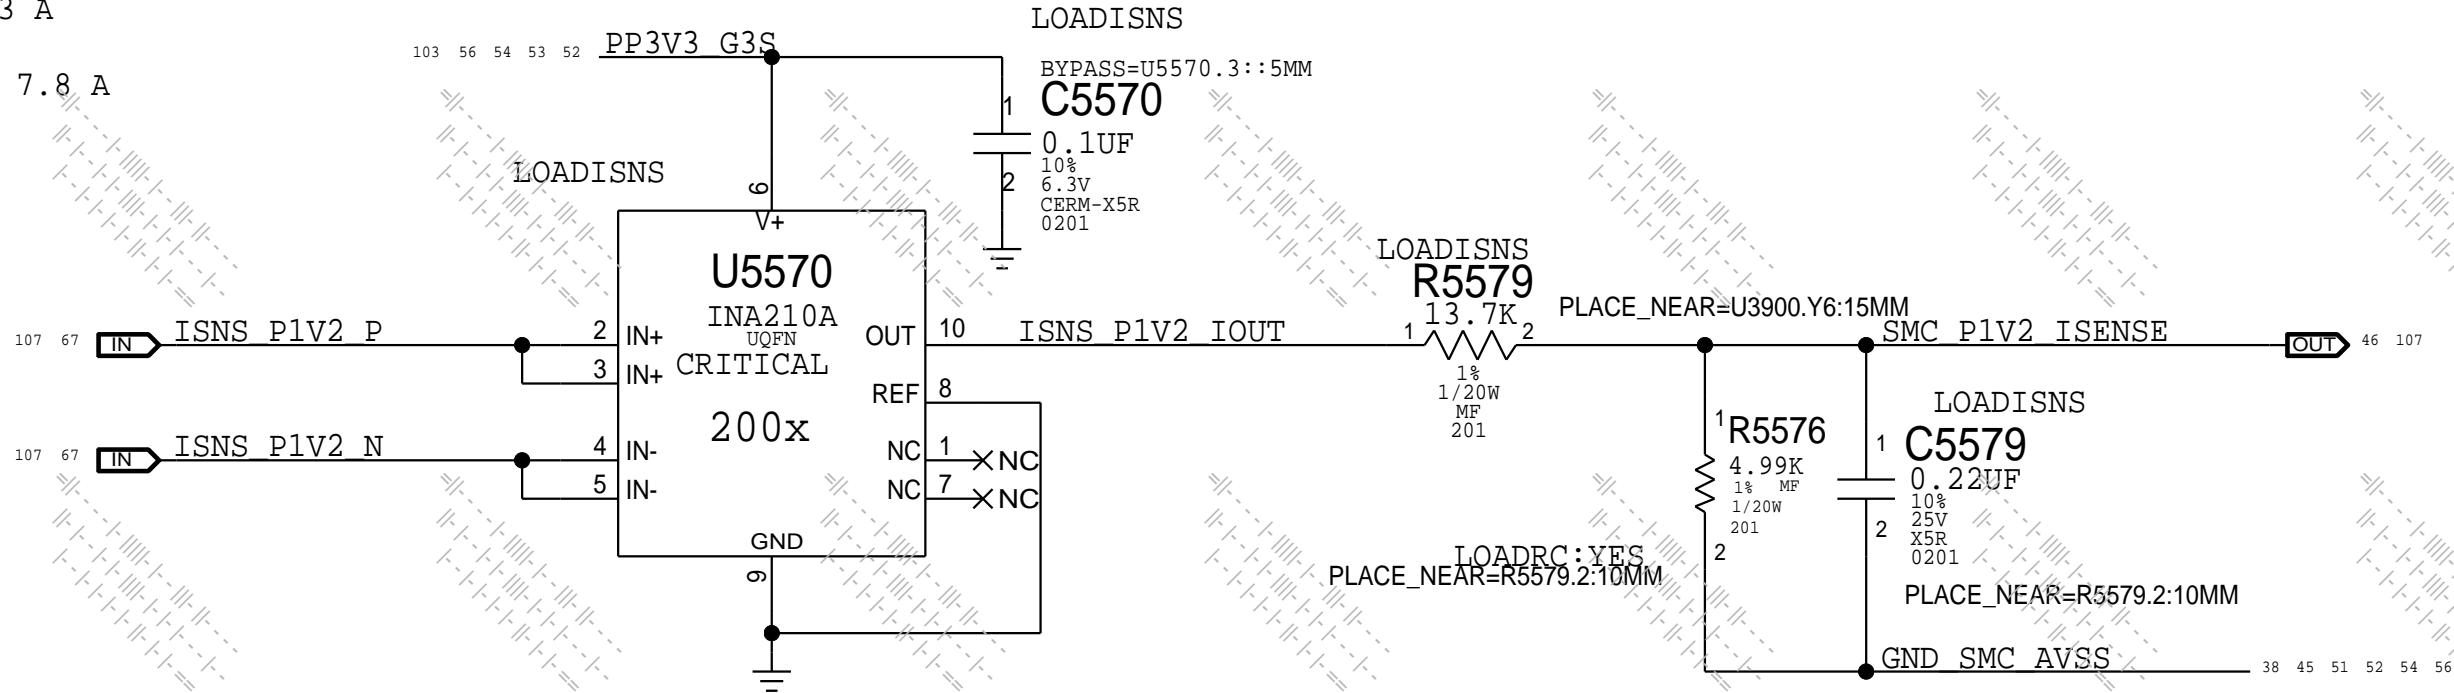 3 A
7.8 A
LOADISNS
103 56 54 53 52 PP3V3_G3S
BYPASS=U5570.3::5MM
C5570
1
0.1UF
10%
2
6.3V
CERM-X5R
0201
LOADISNS
6
V+
U5570
INA210A
UQFN
CRITICAL
200x
107 67 IN ISNS_P1V2_P
2 IN+
3 IN+
107 67 IN ISNS_P1V2_N
4 IN-
5 IN-
OUT 10 ISNS_P1V2_IOUT
REF 8
NC 1 NC
NC 7 NC
GND
9
LOADISNS
R5579
13.7K
1 2
1%
1/20W
MF
201
PLACE_NEAR=U3900.Y6:15MM
SMC_P1V2_ISENSE OUT 46 107
1
R5576
4.99K
1% MF
1/20W
201
2
LOADRC:YES
PLACE_NEAR=R5579.2:10MM
LOADISNS
1
C5579
0.22UF
10%
25V
2
X5R
0201
PLACE_NEAR=R5579.2:10MM
GND_SMC_AVSS 38 45 51 52 54 56